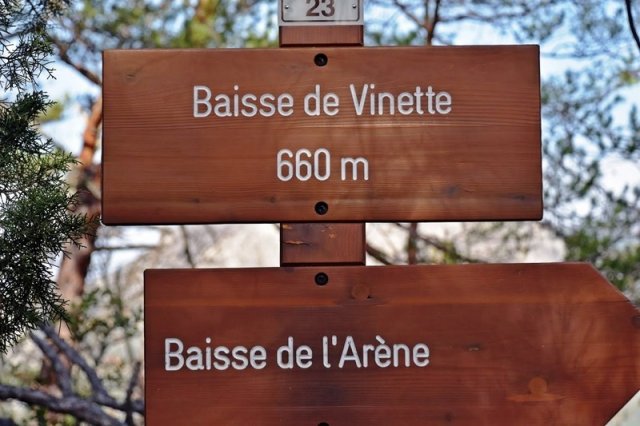 23
Baisse de Vinette
660 m
Baisse de l'Arène